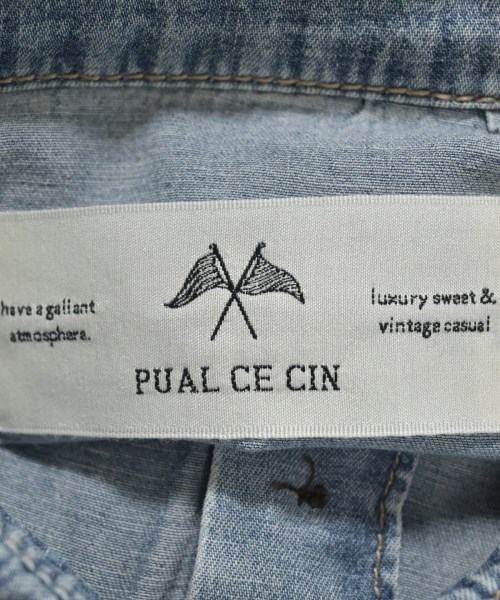 have a gallant
atmosphere.
luxury sweet &
vintage casual
PUAL CE CIN